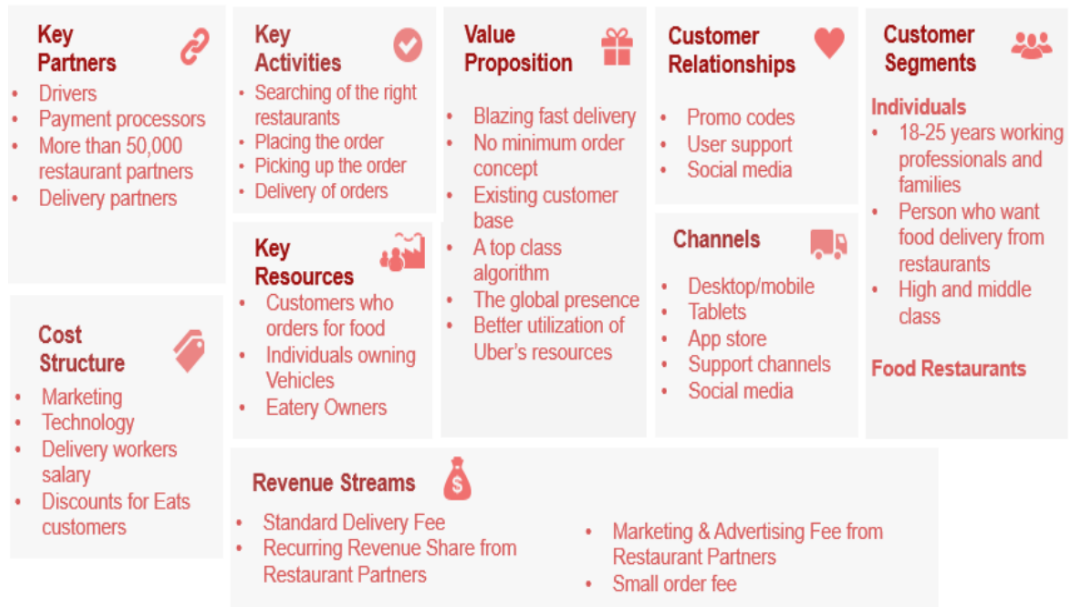 Key
Partners
• Drivers
• Payment processors
• More than 50,000
restaurant partners
• Delivery partners
Key
Activities
• Searching of the right
restaurants
• Placing the order
• Picking up the order
• Delivery of orders
Value
Proposition
• Blazing fast delivery
• No minimum order
concept
• Existing customer
base
• A top class
algorithm
• The global presence
• Better utilization of
Uber's resources
Customer
Relationships
• Promo codes
• User support
• Social media
Customer
Segments
Individuals
• 18-25 years working
professionals and
families
• Person who want
food delivery from
restaurants
• High and middle
class
Food Restaurants
Key
Resources
• Customers who
orders for food
• Individuals owning
Vehicles
• Eatery Owners
Channels
• Desktop/mobile
• Tablets
• App store
• Support channels
• Social media
Cost
Structure
• Marketing
• Technology
• Delivery workers
salary
• Discounts for Eats
customers
Revenue Streams
$
• Standard Delivery Fee
• Recurring Revenue Share from
Restaurant Partners
• Marketing & Advertising Fee from
Restaurant Partners
• Small order fee